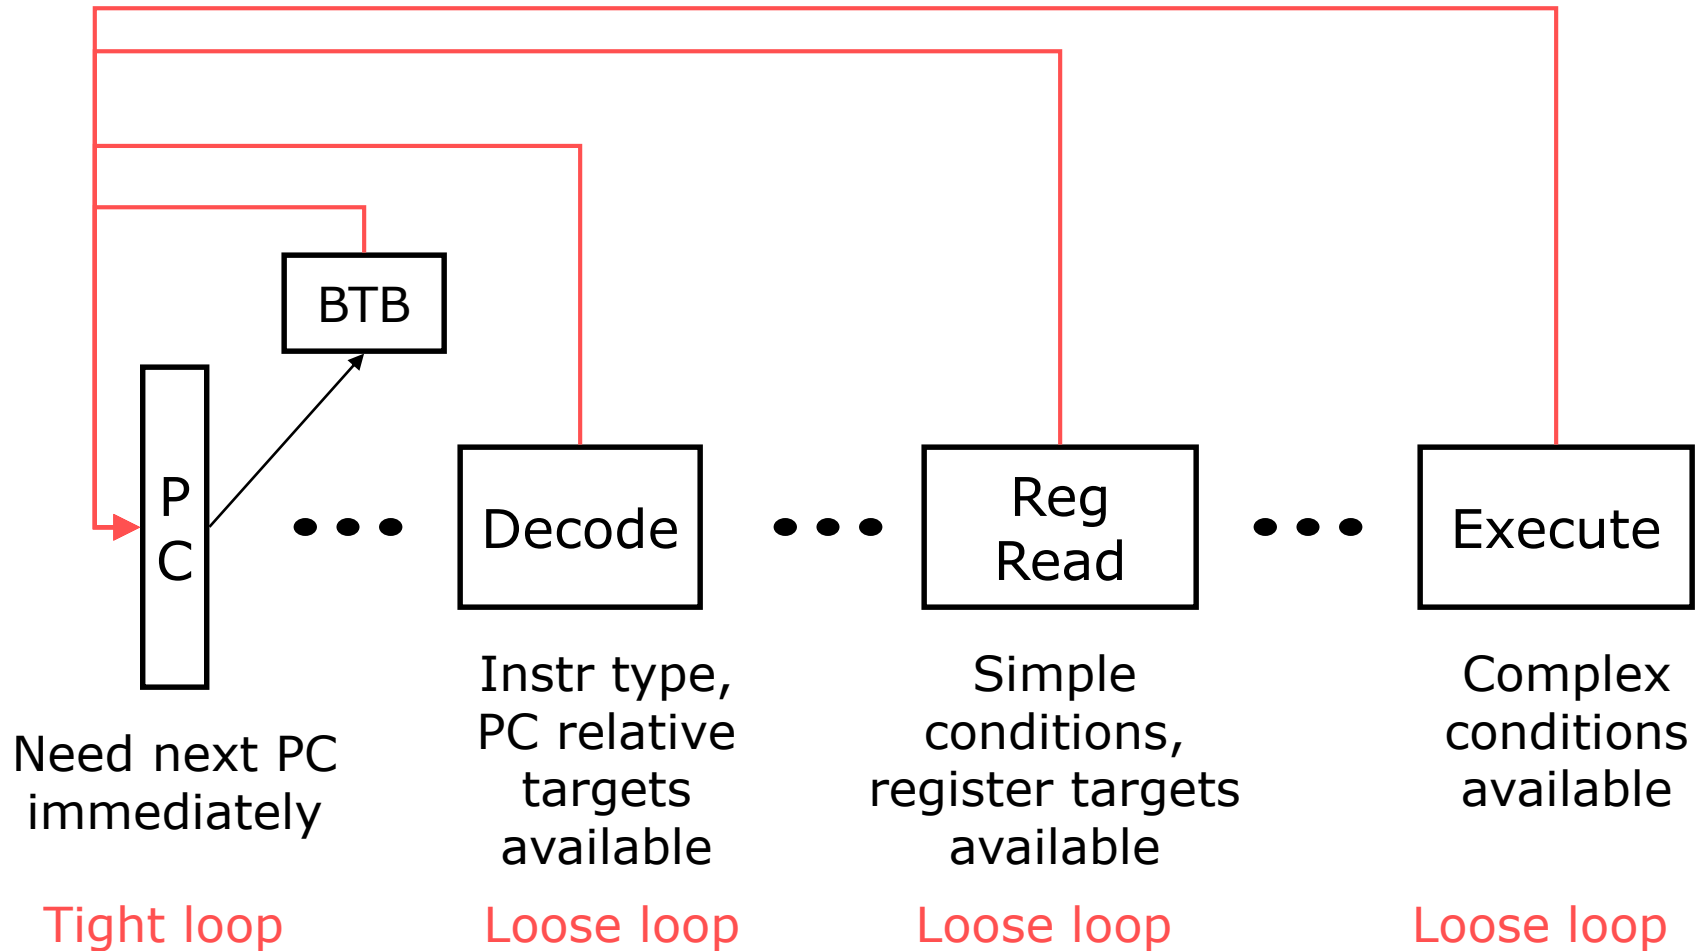 BTB
P
C
Decode
Reg
Read
Execute
Need next PC
immediately
Instr type,
PC relative
targets
available
Simple
conditions,
register targets
available
Complex
conditions
available
Tight loop
Loose loop
Loose loop
Loose loop